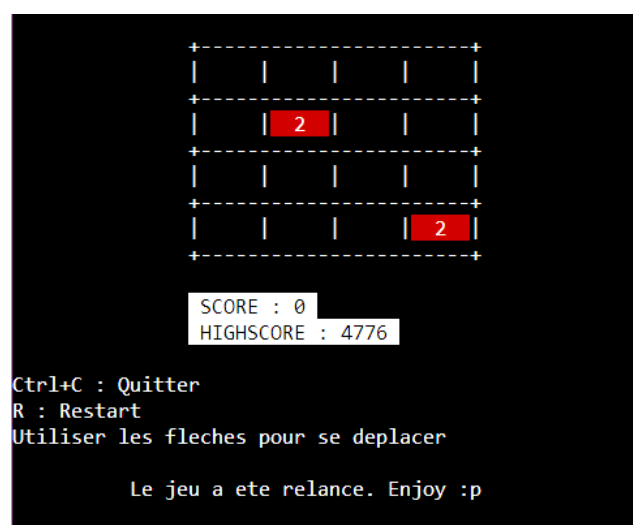 2
2
SCORE : 0
HIGHSCORE : 4776
Ctrl+C : Quitter
R : Restart
Utiliser les fleches pour se deplacer
Le jeu a ete relance. Enjoy :p